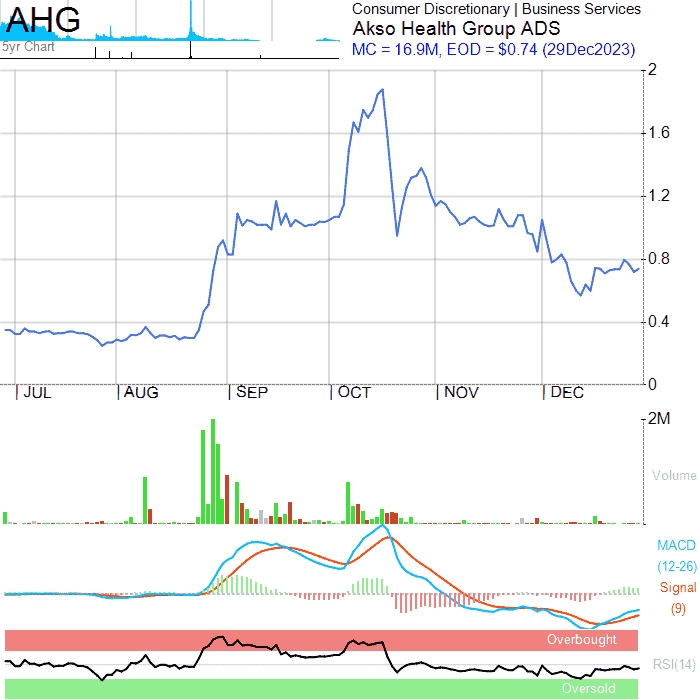 AHG
5yr Chart
Consumer Discretionary | Business Services
Akso Health Group ADS
MC = 16.9M, EOD = $0.74 (29Dec2023)
2
1.6
1.2
0.8
0.4
0
JUL AUG SEP OCT NOV DEC
2M
Volume
MACD
(12-26)
Signal
(9)
Overbought
RSI(14)
Oversold